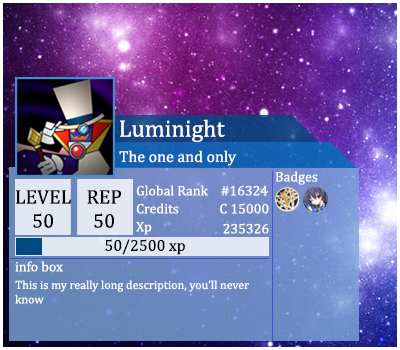 Luminight
The one and only
LEVEL
50
REP
50
Global Rank #16324
Credits C 15000
Xp 235326
Badges
50/2500 xp
info box
This is my really long description, you'll never
know